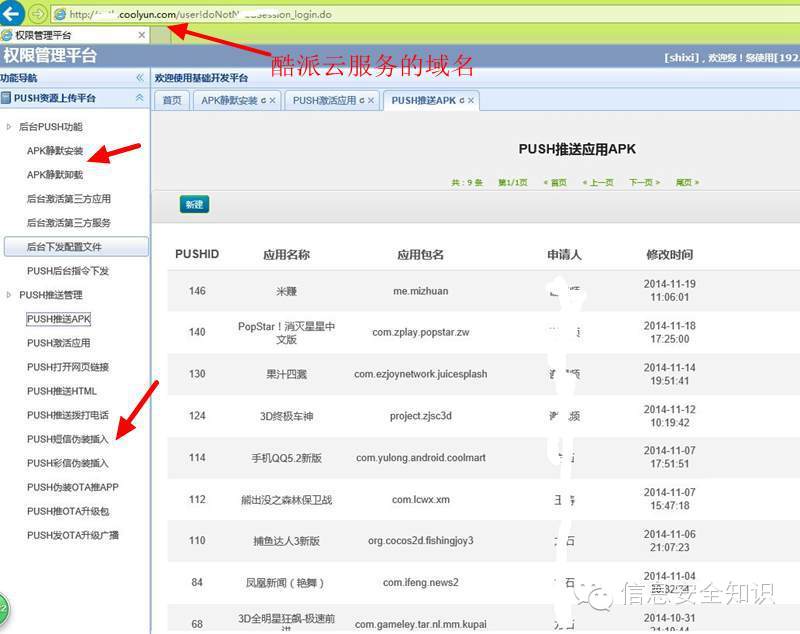 coolyun.com/user!doNotN
ession_login.do
权限管理平台
权限管理平台
[shixi]，欢迎您！您使用[192.
酷派云服务的域名
功能导航
欢迎使用基础开发平台
PUSH资源上传平台
首页
APK静默安装
PUSH激活应用
PUSH推送APK
后台PUSH功能
APK静默安装
APK静默卸载
后台激活第三方应用
后台激活第三方服务
后台下发配置文件
PUSH后台指令下发
PUSH推送管理
PUSH推送APK
PUSH激活应用
PUSH打开网页链接
PUSH推送HTML
PUSH推送拨打电话
PUSH短信伪装插入
PUSH彩信伪装插入
PUSH伪装OTA推APP
PUSH推OTA升级包
PUSH发OTA升级广播
PUSH推送应用APK
共：9 条 第1/1页 « 首页 « 上一页 下一页 » 尾页 »
新建
PUSHID 应用名称 应用包名 申请人 修改时间
146 米赚 me.mizhuan 2014-11-19
11:06:01
140 PopStar！消灭星星中
文版 com.zplay.popstar.zw 2014-11-18
17:25:00
130 果汁四溅 com.ezjoynetwork.juicesplash 2014-11-14
19:51:41
124 3D终极车神 project.zjsc3d 2014-11-12
10:19:42
114 手机QQ5.2新版 com.yulong.android.coolmart 2014-11-07
17:51:51
112 熊出没之森林保卫战 com.lcwx.xm 2014-11-07
15:47:18
110 捕鱼达人3新版 org.cocos2d.fishingjoy3 2014-11-06
21:07:23
84 凤凰新闻（艳舞） com.ifeng.news2 2014-11-04
68 3D全明星狂飙-极速前
进 com.gameley.tar.nl.mm.kupai 2014-10-31
信息安全知识